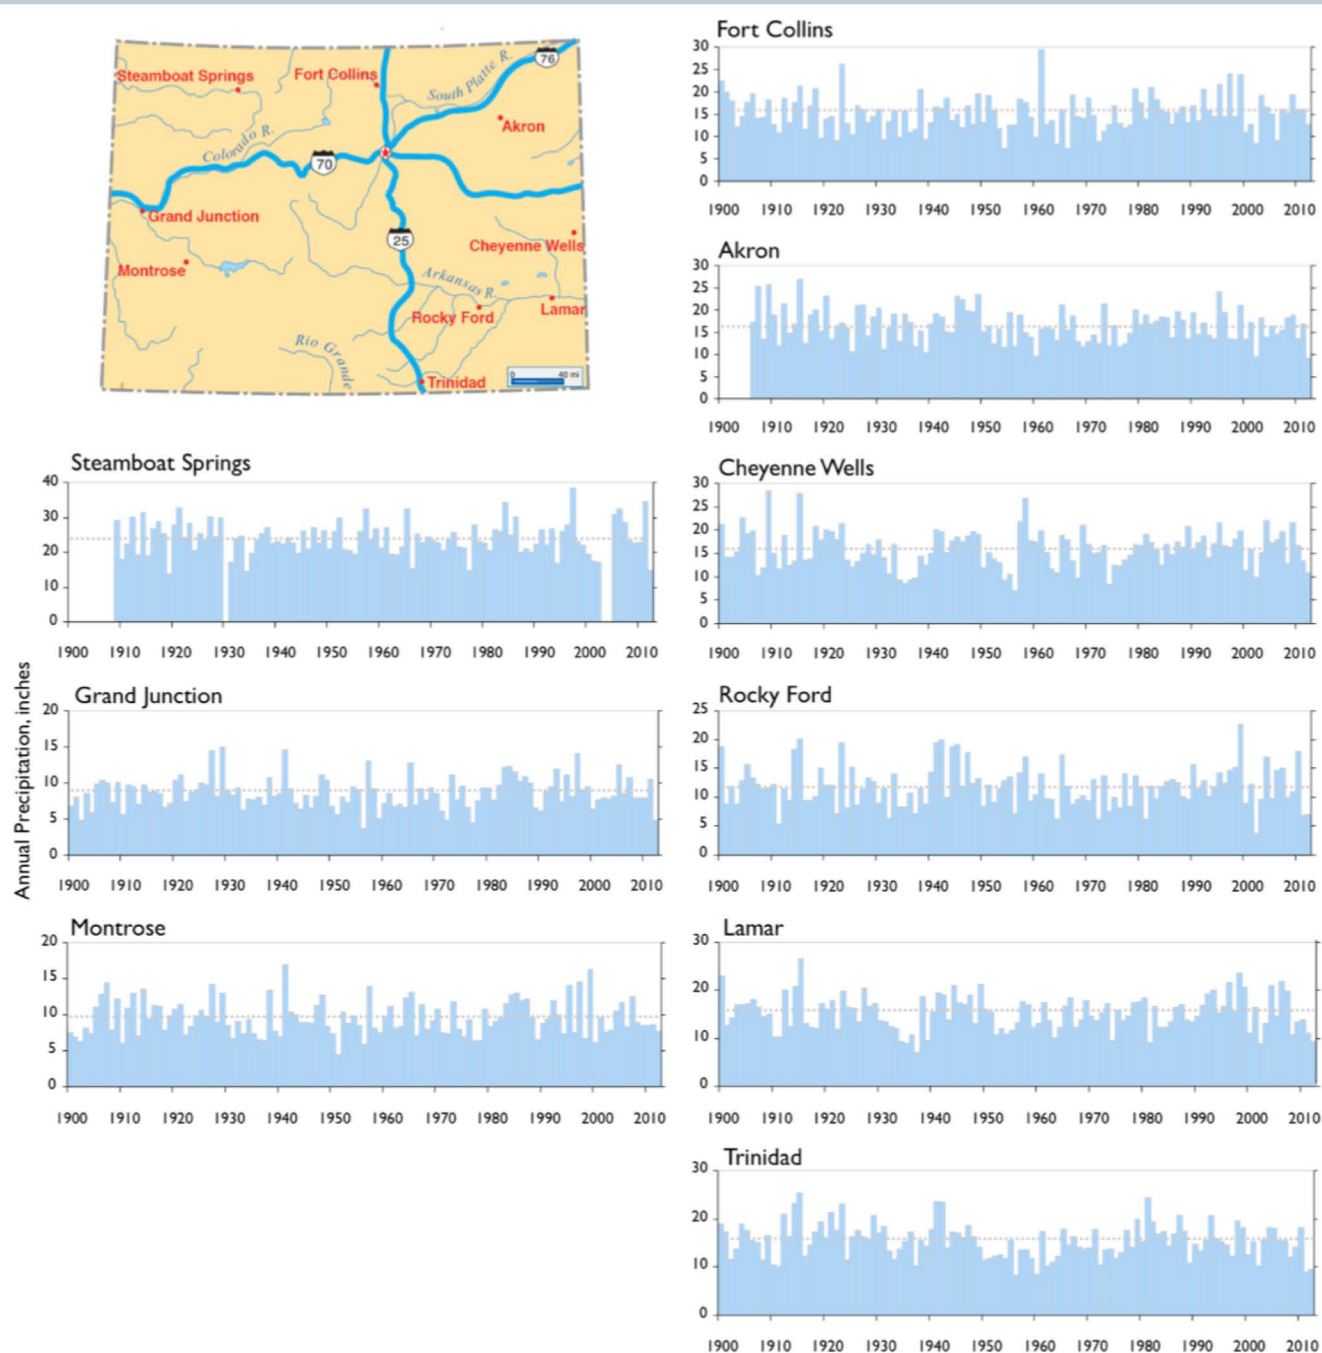 Steamboat Springs
Fort Collins
South Platte R.
76
Akron
Colorado R.
70
Grand Junction
25
Cheyenne Wells
Montrose
Arkansas R.
Rocky Ford
Lamar
Rio Grande
Trinidad
0 40 mi
Fort Collins
30
25
20
15
10
5
0
1900 1910 1920 1930 1940 1950 1960 1970 1980 1990 2000 2010
Akron
30
25
20
15
10
5
0
1900 1910 1920 1930 1940 1950 1960 1970 1980 1990 2000 2010
Annual Precipitation, inches
Steamboat Springs
40
30
20
10
0
1900 1910 1920 1930 1940 1950 1960 1970 1980 1990 2000 2010
Cheyenne Wells
30
25
20
15
10
5
0
1900 1910 1920 1930 1940 1950 1960 1970 1980 1990 2000 2010
Grand Junction
20
15
10
5
0
1900 1910 1920 1930 1940 1950 1960 1970 1980 1990 2000 2010
Rocky Ford
25
20
15
10
5
0
1900 1910 1920 1930 1940 1950 1960 1970 1980 1990 2000 2010
Montrose
20
15
10
5
0
1900 1910 1920 1930 1940 1950 1960 1970 1980 1990 2000 2010
Lamar
30
20
10
0
1900 1910 1920 1930 1940 1950 1960 1970 1980 1990 2000 2010
Trinidad
30
20
10
0
1900 1910 1920 1930 1940 1950 1960 1970 1980 1990 2000 2010